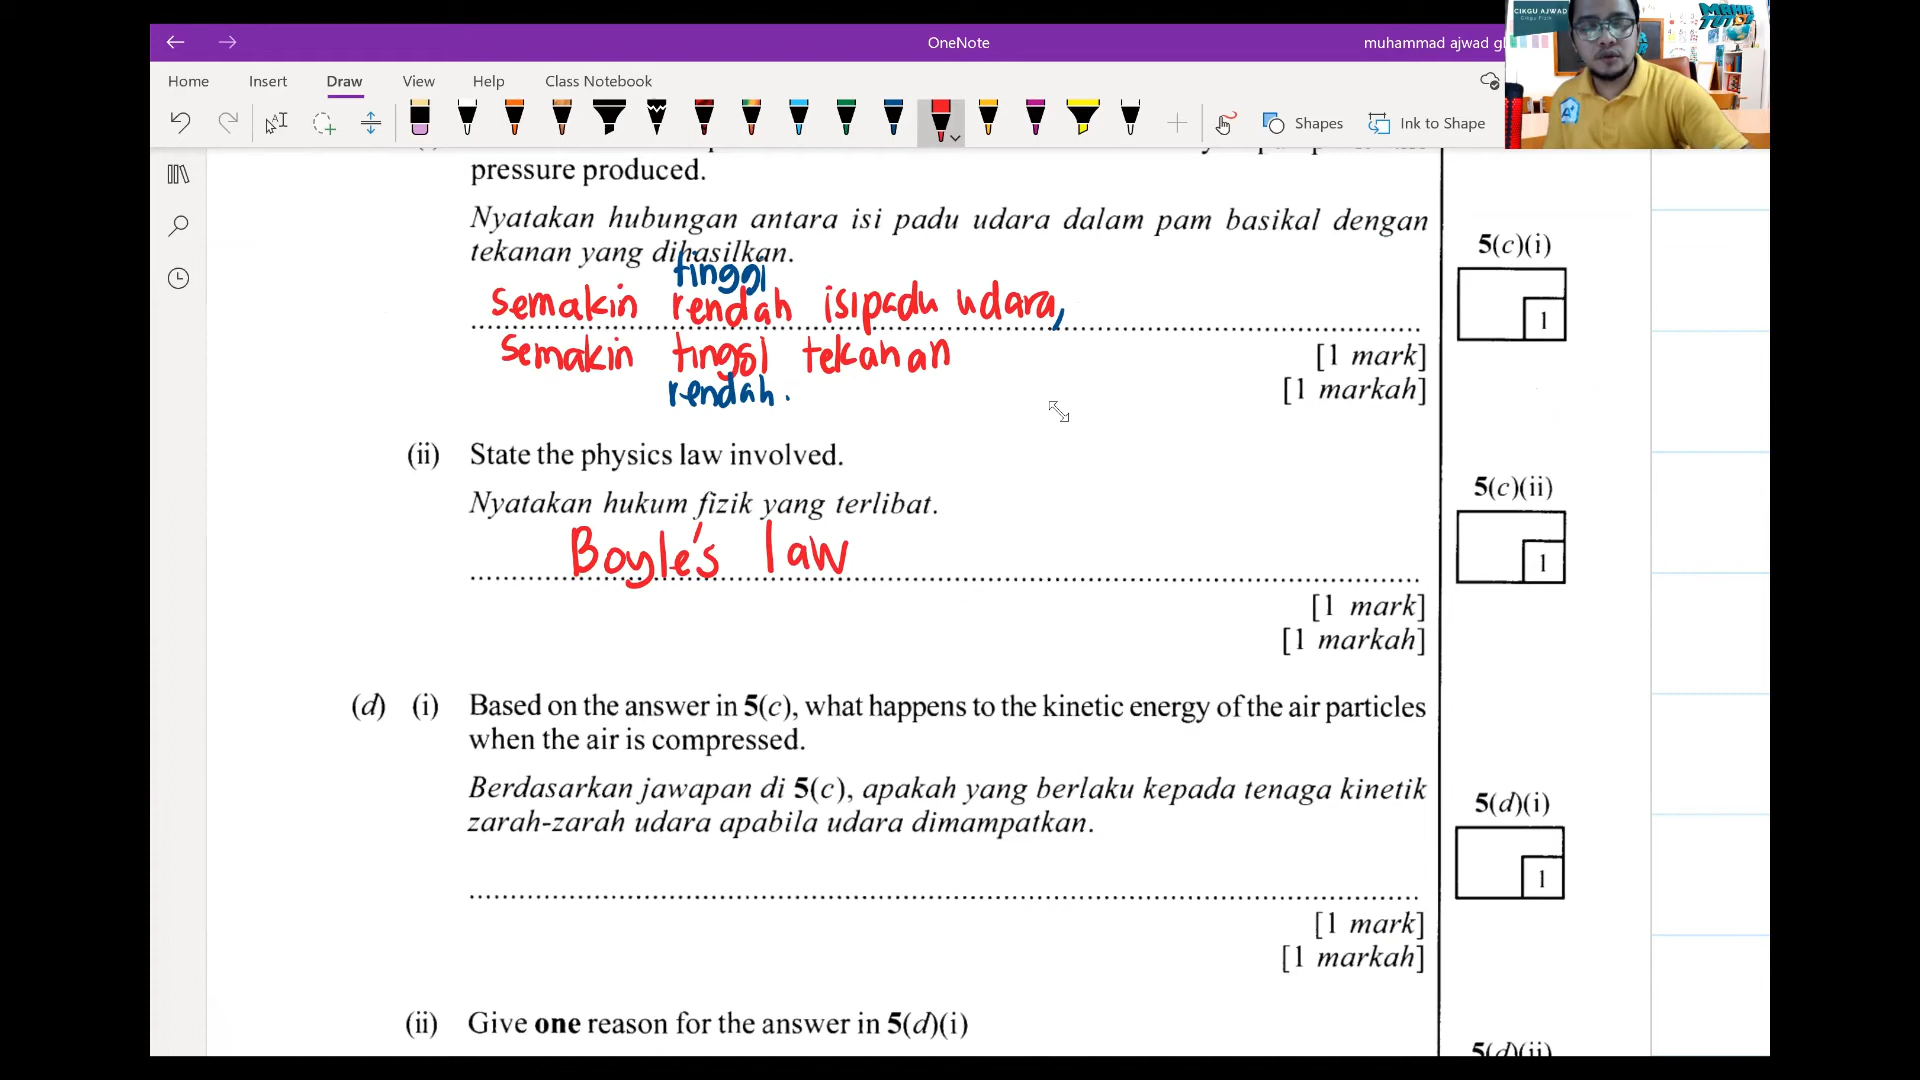 OneNote
muhammad ajwad g
CIKGU AJWAD
Cikgu Fizik
Home Insert Draw View Help Class Notebook
Shapes Ink to Shape
pressure produced.
Nyatakan hubungan antara isi padu udara dalam pam basikal dengan
tekanan yang dihasilkan.
5(c)(i)
tinggi
semakin rendah isipadu udara,
1
semakin tinggi tekanan
[1 mark]
rendah.
[1 markah]
(ii) State the physics law involved.
5(c)(ii)
Nyatakan hukum fizik yang terlibat.
Boyle's law
1
[1 mark]
[1 markah]
(d) (i) Based on the answer in 5(c), what happens to the kinetic energy of the air particles
when the air is compressed.
Berdasarkan jawapan di 5(c), apakah yang berlaku kepada tenaga kinetik
5(d)(i)
zarah-zarah udara apabila udara dimampatkan.
1
[1 mark]
[1 markah]
(ii) Give one reason for the answer in 5(d)(i)
5(d)(ii)